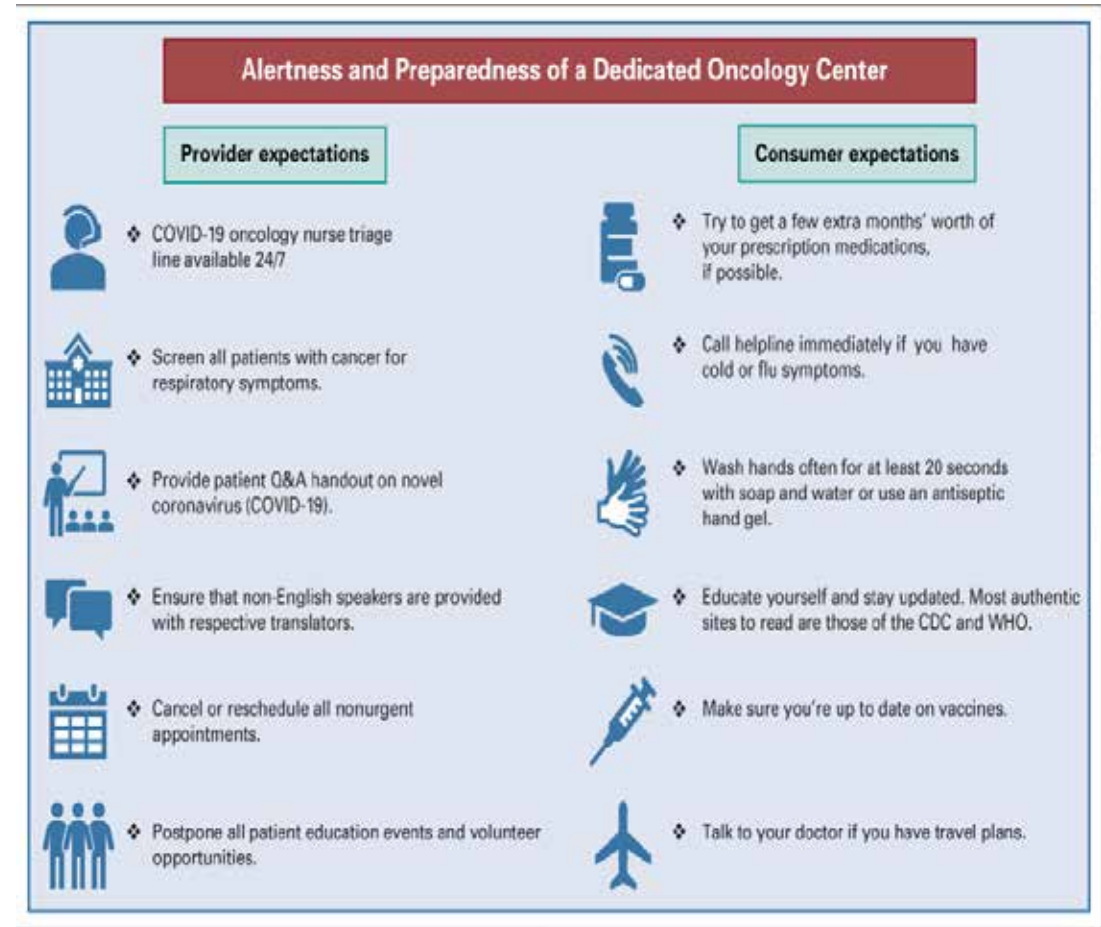 Alertness and Preparedness of a Dedicated Oncology Center
Provider expectations
❖ COVID-19 oncology nurse triage
line available 24/7
❖ Screen all patients with cancer for
respiratory symptoms.
❖ Provide patient Q&A handout on novel
coronavirus (COVID-19).
❖ Ensure that non-English speakers are provided
with respective translators.
❖ Cancel or reschedule all nonurgent
appointments.
❖ Postpone all patient education events and volunteer
opportunities.
Consumer expectations
❖ Try to get a few extra months’ worth of
your prescription medications,
if possible.
❖ Call helpline immediately if you have
cold or flu symptoms.
❖ Wash hands often for at least 20 seconds
with soap and water or use an antiseptic
hand gel.
❖ Educate yourself and stay updated. Most authentic
sites to read are those of the CDC and WHO.
❖ Make sure you’re up to date on vaccines.
❖ Talk to your doctor if you have travel plans.